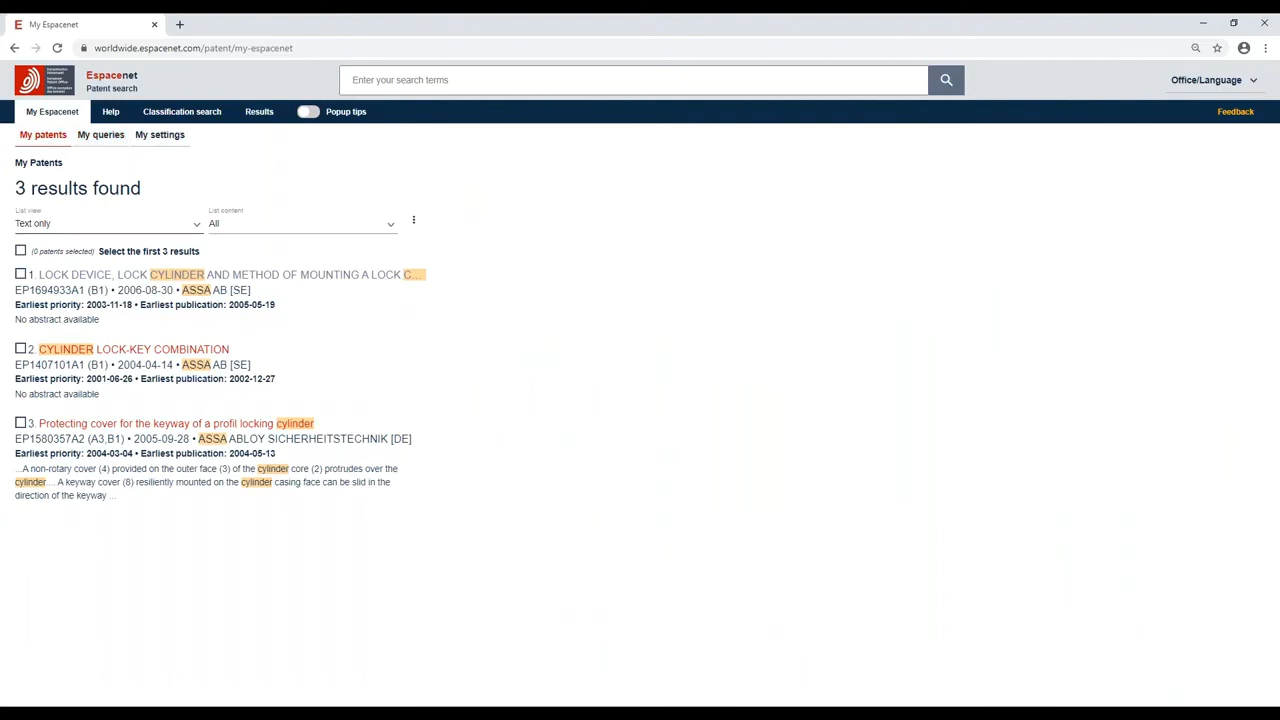 My Espacenet
worldwide.espacenet.com/patent/my-espacenet
Espacenet
Patent search
Enter your search terms
Office/Language
My Espacenet Help Classification search Results Popup tips Feedback
My patents My queries My settings
My Patents
3 results found
List view List content
Text only All
(0 patents selected) Select the first 3 results
1. LOCK DEVICE, LOCK CYLINDER AND METHOD OF MOUNTING A LOCK C...
EP1694933A1 (B1) • 2006-08-30 • ASSA AB [SE]
Earliest priority: 2003-11-18 • Earliest publication: 2005-05-19
No abstract available
2. CYLINDER LOCK-KEY COMBINATION
EP1407101A1 (B1) • 2004-04-14 • ASSA AB [SE]
Earliest priority: 2001-06-26 • Earliest publication: 2002-12-27
No abstract available
3. Protecting cover for the keyway of a profil locking cylinder
EP1580357A2 (A3,B1) • 2005-09-28 • ASSA ABLOY SICHERHEITSTECHNIK [DE]
Earliest priority: 2004-03-04 • Earliest publication: 2004-05-13
...A non-rotary cover (4) provided on the outer face (3) of the cylinder core (2) protrudes over the
cylinder.... A keyway cover (8) resiliently mounted on the cylinder casing face can be slid in the
direction of the keyway ...